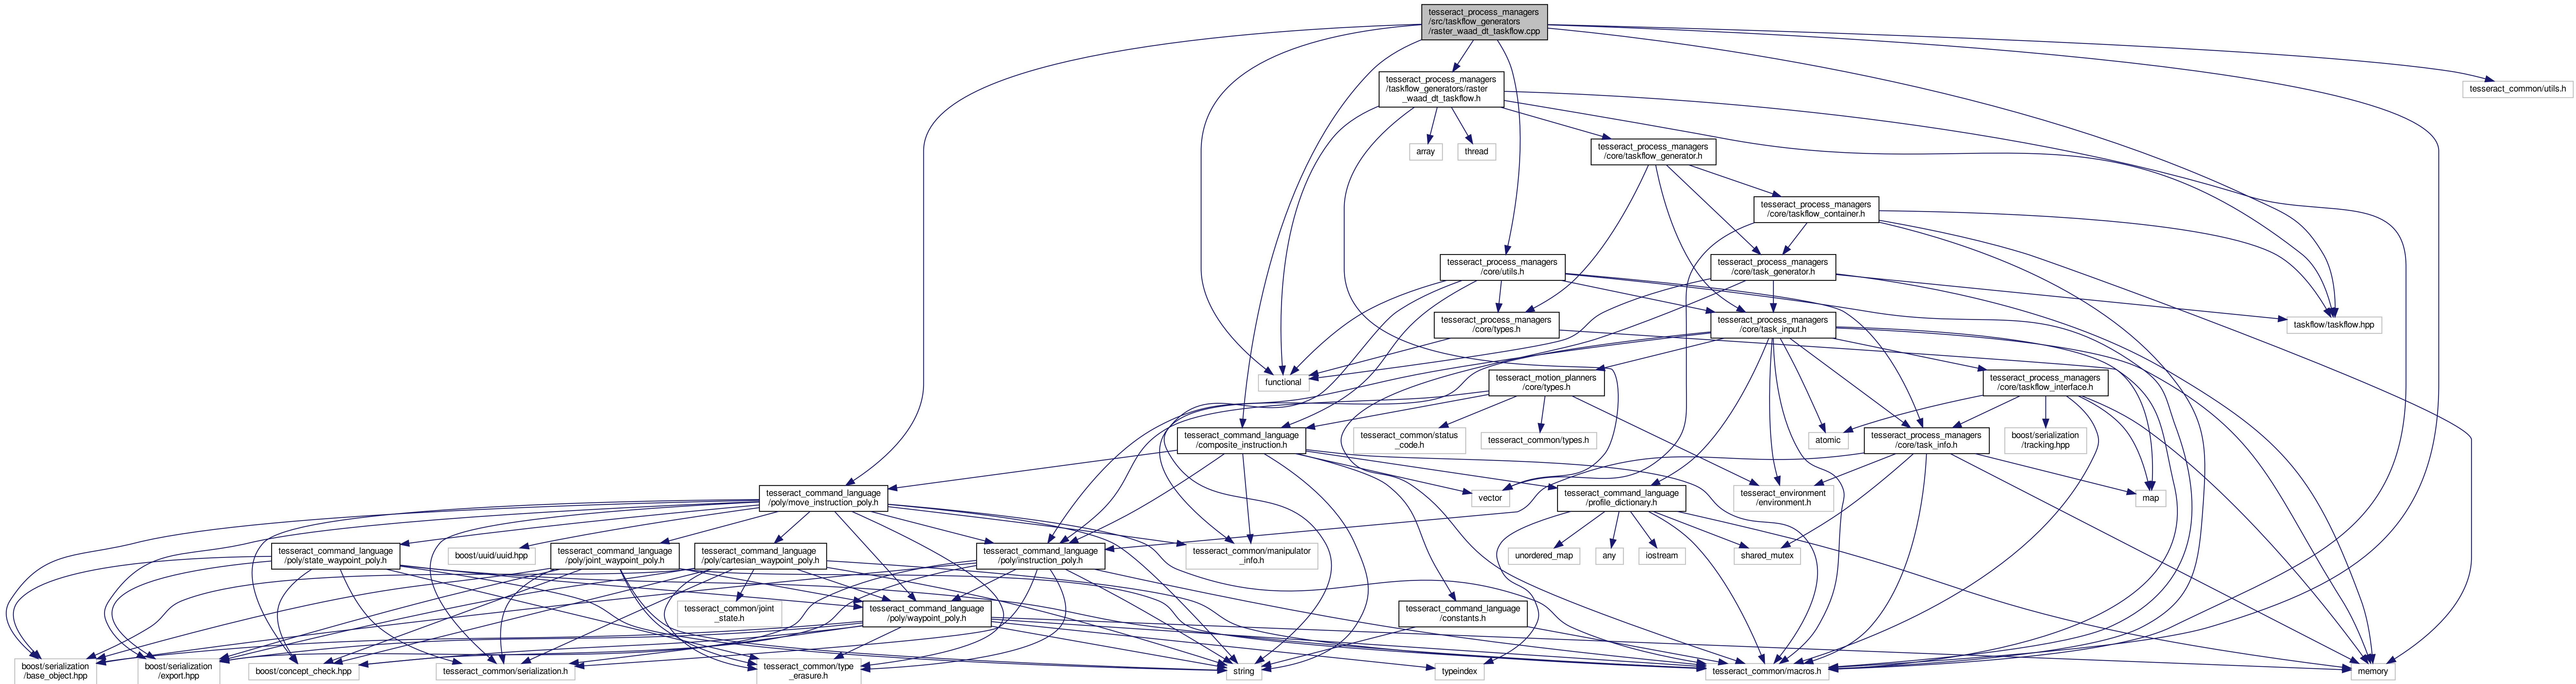 tesseract_process_managers
/src/taskflow_generators
/raster_waad_dt_taskflow.cpp
tesseract_process_managers
/taskflow_generators/raster
_waad_dt_taskflow.h
tesseract_common/utils.h
array
thread
tesseract_process_managers
/core/taskflow_generator.h
tesseract_process_managers
/core/taskflow_container.h
tesseract_process_managers
/core/utils.h
tesseract_process_managers
/core/task_generator.h
tesseract_process_managers
/core/types.h
tesseract_process_managers
/core/task_input.h
taskflow/taskflow.hpp
functional
tesseract_motion_planners
/core/types.h
tesseract_process_managers
/core/taskflow_interface.h
tesseract_command_language
/composite_instruction.h
tesseract_common/status
_code.h
tesseract_common/types.h
atomic
tesseract_process_managers
/core/task_info.h
boost/serialization
/tracking.hpp
tesseract_command_language
/poly/move_instruction_poly.h
vector
tesseract_command_language
/profile_dictionary.h
tesseract_environment
/environment.h
map
tesseract_command_language
/poly/state_waypoint_poly.h
boost/uuid/uuid.hpp
tesseract_command_language
/poly/joint_waypoint_poly.h
tesseract_command_language
/poly/cartesian_waypoint_poly.h
tesseract_command_language
/poly/instruction_poly.h
tesseract_common/manipulator
_info.h
unordered_map
any
iostream
shared_mutex
tesseract_common/joint
_state.h
tesseract_command_language
/poly/waypoint_poly.h
tesseract_command_language
/constants.h
boost/serialization
/base_object.hpp
boost/serialization
/export.hpp
boost/concept_check.hpp
tesseract_common/serialization.h
tesseract_common/type
_erasure.h
string
typeindex
tesseract_common/macros.h
memory